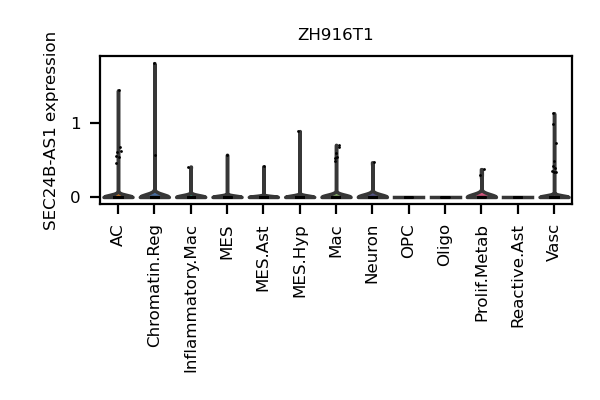 ZH916T1
SEC24B-AS1 expression
1
0
AC
Chromatin.Reg
Inflammatory.Mac
MES
MES.Ast
MES.Hyp
Mac
Neuron
OPC
Oligo
Prolif.Metab
Reactive.Ast
Vasc